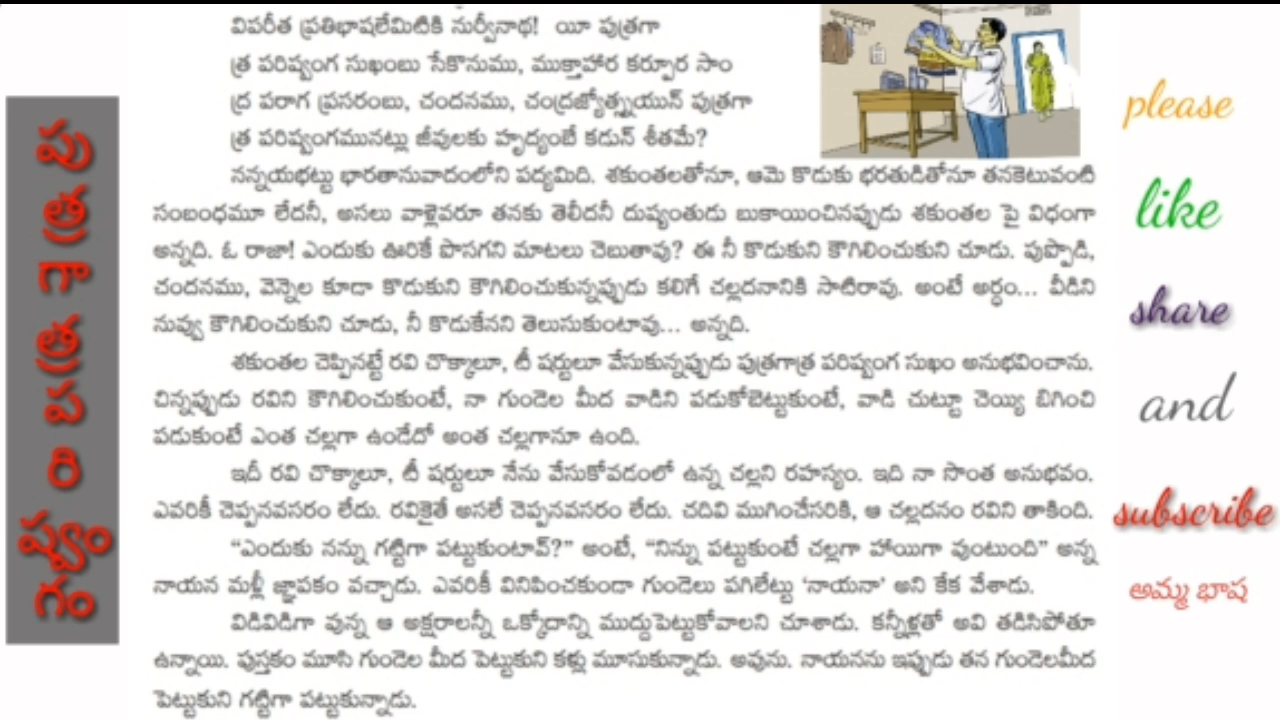 పుత్రగాత్రపరిష్వంగం
విపరీత ప్రతిభాషలేమిటికి నుర్వీనాథ! యీ పుత్రగా
త్ర పరిష్వంగ సుఖంబు సేకొనుము, ముక్తాహార కర్పూర సాం
ద్ర పరాగ ప్రసరంబు, చందనము, చంద్రజ్యోత్స్నయున్ పుత్రగా
త్ర పరిష్వంగమునట్లు జీవులకు హృద్యంబే కడున్ శీతమే?
నన్నయభట్టు భారతానువాదంలోని పద్యమిది. శకుంతలతోనూ, ఆమె కొడుకు భరతుడితోనూ తనకెటువంటి
సంబంధమూ లేదనీ, అసలు వాళ్లెవరూ తనకు తెలీదనీ దుష్యంతుడు బుకాయించినప్పుడు శకుంతల పై విధంగా
అన్నది. ఓ రాజా! ఎందుకు ఊరికే పొసగని మాటలు చెబుతావు? ఈ నీ కొడుకుని కౌగిలించుకుని చూడు. పుప్పొడి,
చందనము, వెన్నెల కూడా కొడుకుని కౌగిలించుకున్నప్పుడు కలిగే చల్లదనానికి సాటిరావు. అంటే అర్థం... వీడిని
నువ్వు కౌగిలించుకుని చూడు, నీ కొడుకేనని తెలుసుకుంటావు... అన్నది.
శకుంతల చెప్పినట్టే రవి చొక్కాలూ, టీ షర్టులూ వేసుకున్నప్పుడు పుత్రగాత్ర పరిష్వంగ సుఖం అనుభవించాను.
చిన్నప్పుడు రవిని కౌగిలించుకుంటే, నా గుండెల మీద వాడిని పడుకోబెట్టుకుంటే, వాడి చుట్టూ చెయ్యి బిగించి
పడుకుంటే ఎంత చల్లగా ఉండేదో అంత చల్లగానూ ఉంది.
ఇదీ రవి చొక్కాలూ, టీ షర్టులూ నేను వేసుకోవడంలో ఉన్న చల్లని రహస్యం. ఇది నా సొంత అనుభవం.
ఎవరికీ చెప్పనవసరం లేదు. రవికైతే అసలే చెప్పనవసరం లేదు. చదివి ముగించేసరికి, ఆ చల్లదనం రవిని తాకింది.
“ఎందుకు నన్ను గట్టిగా పట్టుకుంటావ్?” అంటే, “నిన్ను పట్టుకుంటే చల్లగా హాయిగా వుంటుంది” అన్న
నాయన మళ్లీ జ్ఞాపకం వచ్చాడు. ఎవరికీ వినిపించకుండా గుండెలు పగిలేట్టు ‘నాయనా’ అని కేక వేశాడు.
విడివిడిగా వున్న ఆ అక్షరాలన్నీ ఒక్కోదాన్ని ముద్దుపెట్టుకోవాలని చూశాడు. కన్నీళ్లతో అవి తడిసిపోతూ
ఉన్నాయి. పుస్తకం మూసి గుండెల మీద పెట్టుకుని కళ్లు మూసుకున్నాడు. అవును. నాయనను ఇప్పుడు తన గుండెలమీద
పెట్టుకుని గట్టిగా పట్టుకున్నాడు.
please
like
share
and
subscribe
అమ్మ భాష